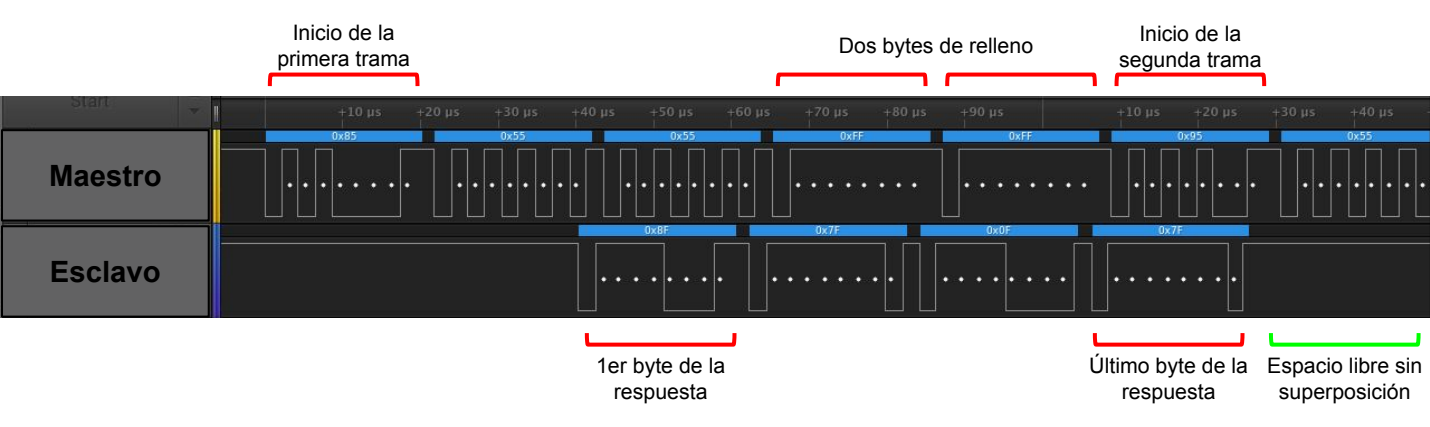 Inicio de la
primera trama
Dos bytes de relleno
Inicio de la
segunda trama
Start
+10 µs
+20 µs
+30 µs
+40 µs
+50 µs
+60 µs
+70 µs
+80 µs
+90 µs
+10 µs
+20 µs
+30 µs
+40 µs
0x85
0x55
0x55
0xFF
0xFF
0x95
0x55
Maestro
0x8F
0x7F
0x0F
0x7F
Esclavo
1er byte de la
respuesta
Último byte de la
respuesta
Espacio libre sin
superposición